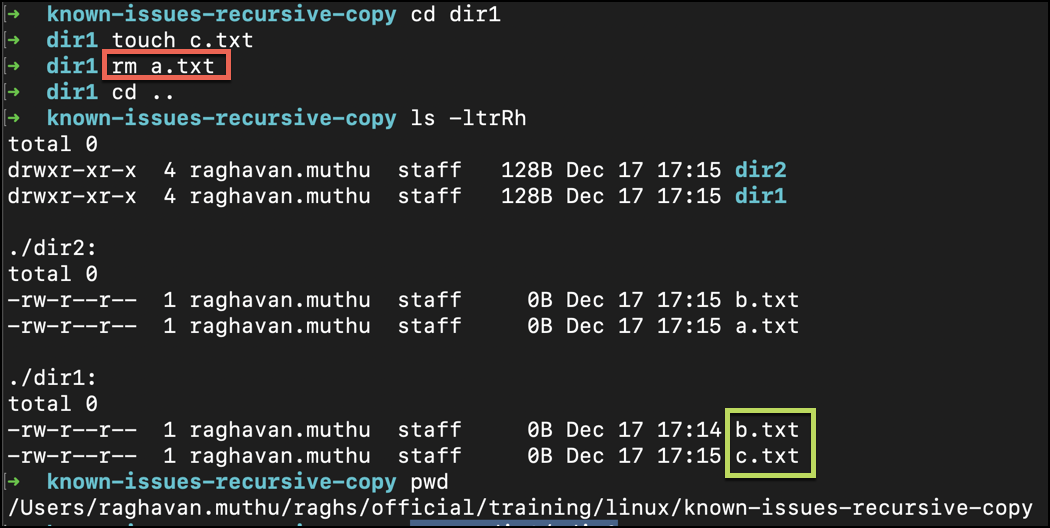 → known-issues-recursive-copy cd dir1
→ dir1 touch c.txt
→ dir1 rm a.txt
→ dir1 cd ..
→ known-issues-recursive-copy ls -ltrRh
total 0
drwxr-xr-x 4 raghavan.muthu staff 128B Dec 17 17:15 dir2
drwxr-xr-x 4 raghavan.muthu staff 128B Dec 17 17:15 dir1
./dir2:
total 0
-rw-r--r-- 1 raghavan.muthu staff 0B Dec 17 17:15 b.txt
-rw-r--r-- 1 raghavan.muthu staff 0B Dec 17 17:15 a.txt
./dir1:
total 0
-rw-r--r-- 1 raghavan.muthu staff 0B Dec 17 17:14 b.txt
-rw-r--r-- 1 raghavan.muthu staff 0B Dec 17 17:15 c.txt
→ known-issues-recursive-copy pwd
/Users/raghavan.muthu/raghs/official/training/linux/known-issues-recursive-copy